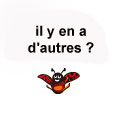 il y en a
d'autres ?